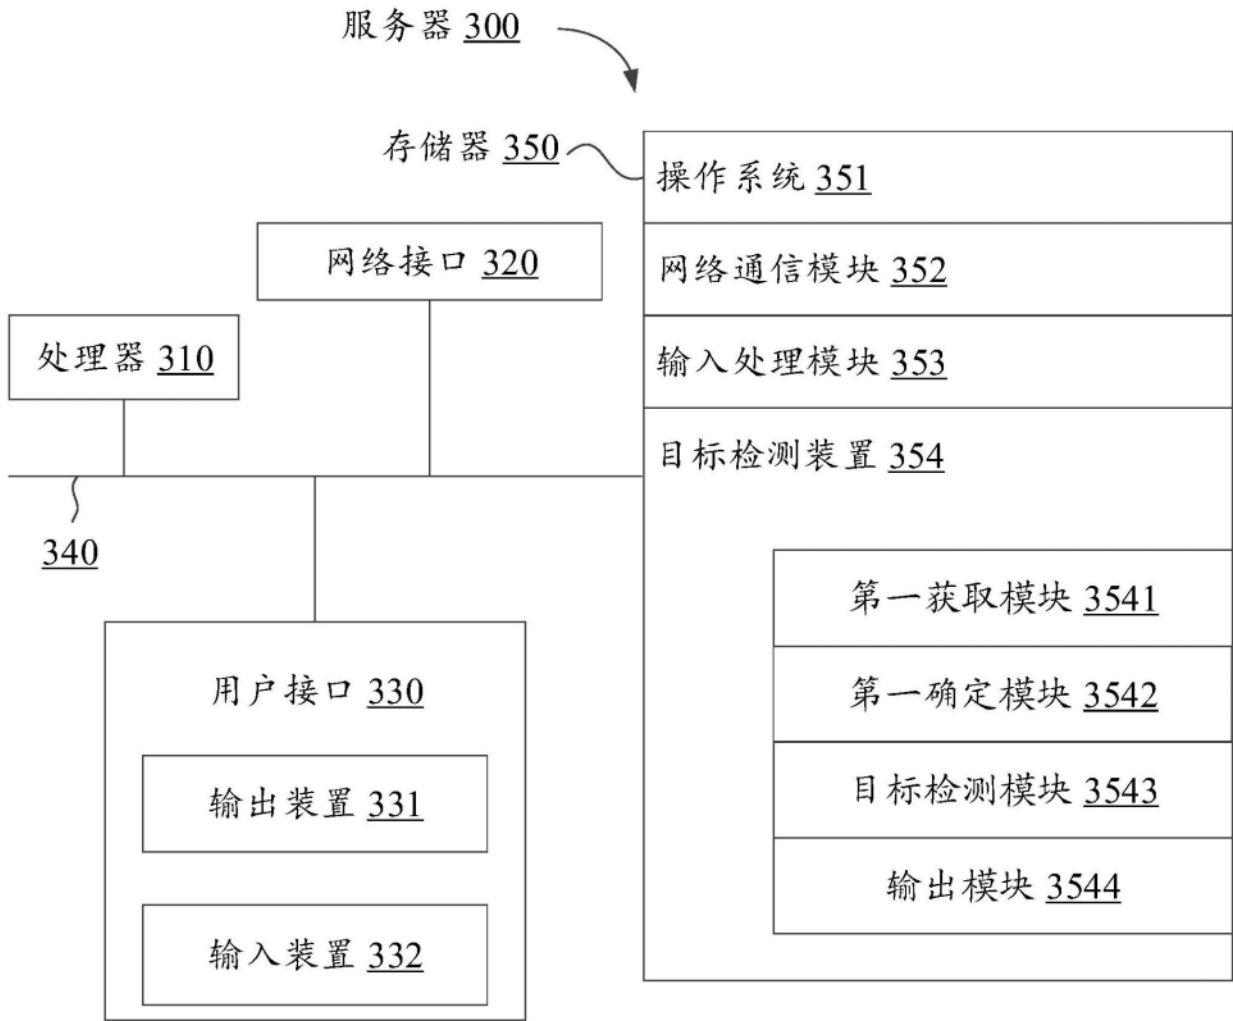 服务器 300
存储器 350
操作系统 351
网络接口 320
网络通信模块 352
处理器 310
输入处理模块 353
目标检测装置 354
340
第一获取模块 3541
第一确定模块 3542
用户接口 330
目标检测模块 3543
输出装置 331
输出模块 3544
输入装置 332